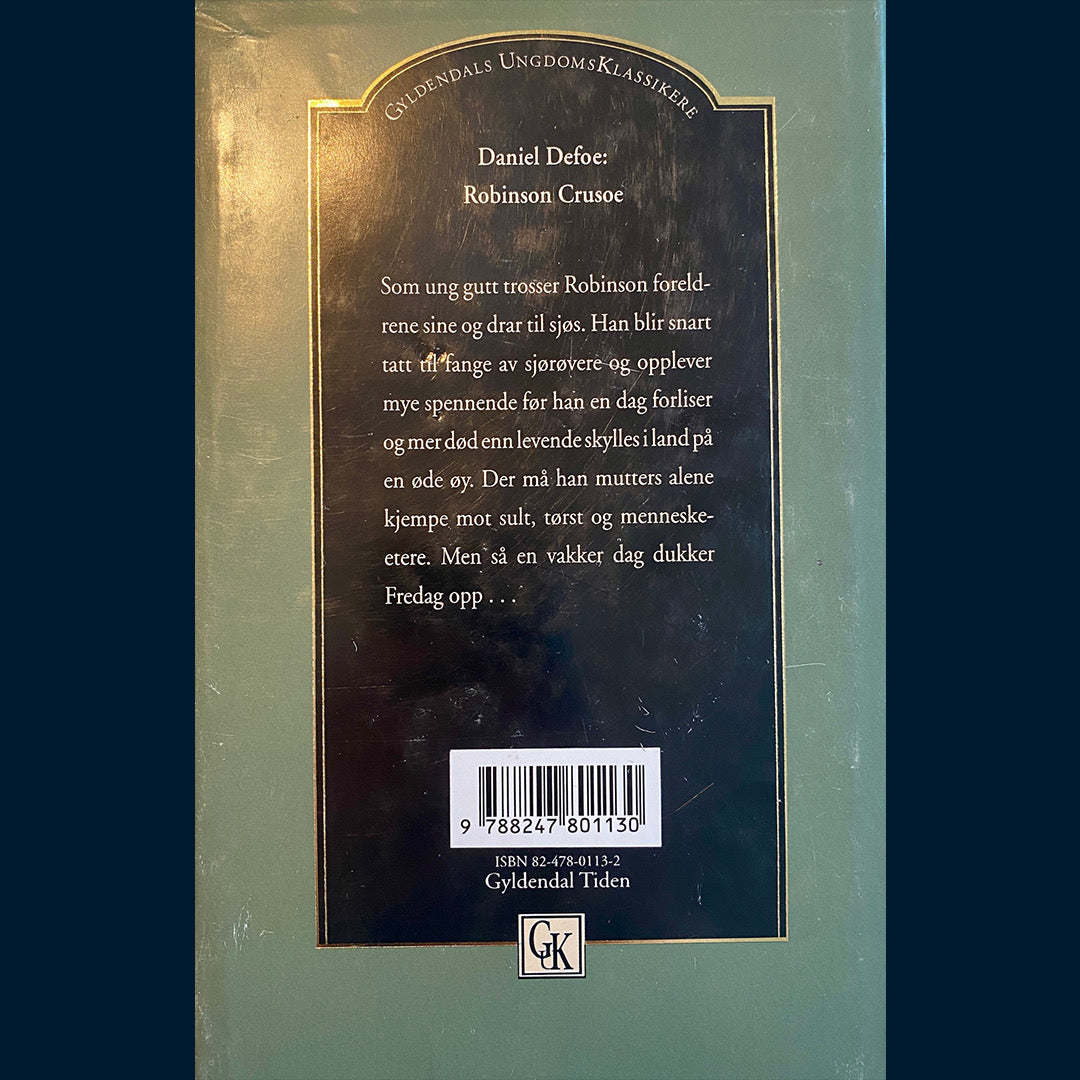 GYLDENDALS UNGDOMSKLASSIKERE
Daniel Defoe:
Robinson Crusoe
Som ung gutt trosser Robinson foreld-
rene sine og drar til sjøs. Han blir snart
tatt til fange av sjørøvere og opplever
mye spennende før han en dag forliser
og mer død enn levende skylles i land på
en øde øy. Der må han mutters alene
kjempe mot sult, tørst og menneske-
etere. Men så en vakker dag dukker
Fredag opp . . .
9 788247 801130
ISBN 82-478-0113-2
Gyldendal Tiden
GUK